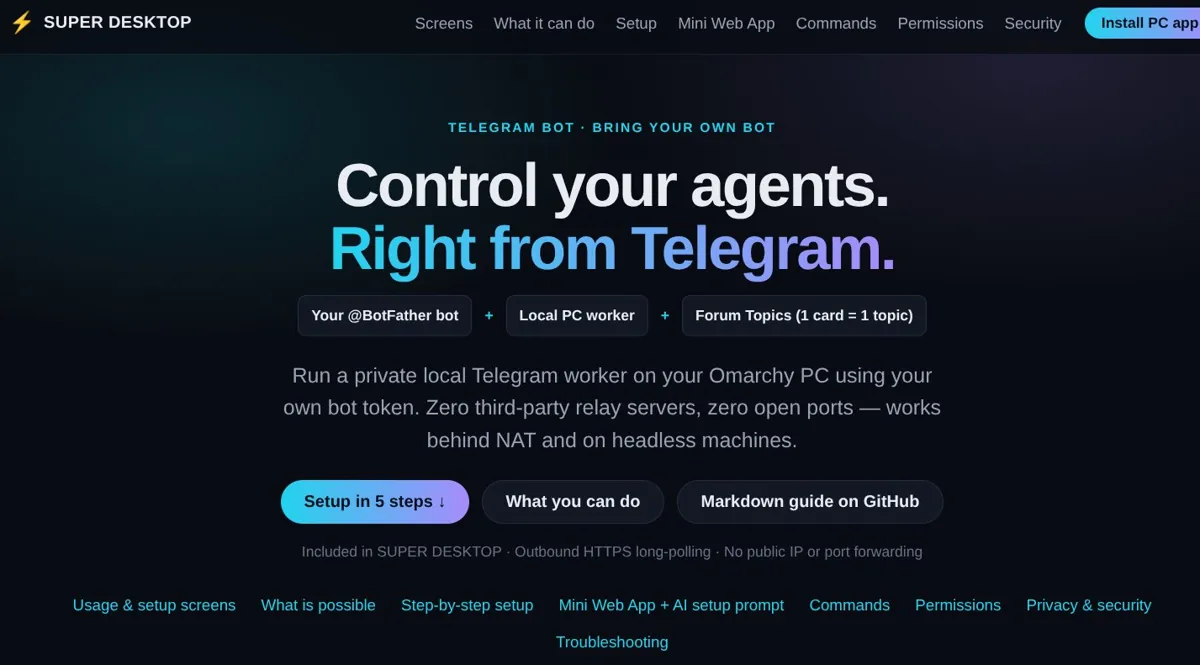 ⚡ SUPER DESKTOP
Screens What it can do Setup Mini Web App Commands Permissions Security Install PC app
TELEGRAM BOT · BRING YOUR OWN BOT
Control your agents.
Right from Telegram.
Your @BotFather bot + Local PC worker + Forum Topics (1 card = 1 topic)
Run a private local Telegram worker on your Omarchy PC using your
own bot token. Zero third-party relay servers, zero open ports — works
behind NAT and on headless machines.
Setup in 5 steps ↓ What you can do Markdown guide on GitHub
Included in SUPER DESKTOP · Outbound HTTPS long-polling · No public IP or port forwarding
Usage & setup screens What is possible Step-by-step setup Mini Web App + AI setup prompt Commands Permissions Privacy & security
Troubleshooting